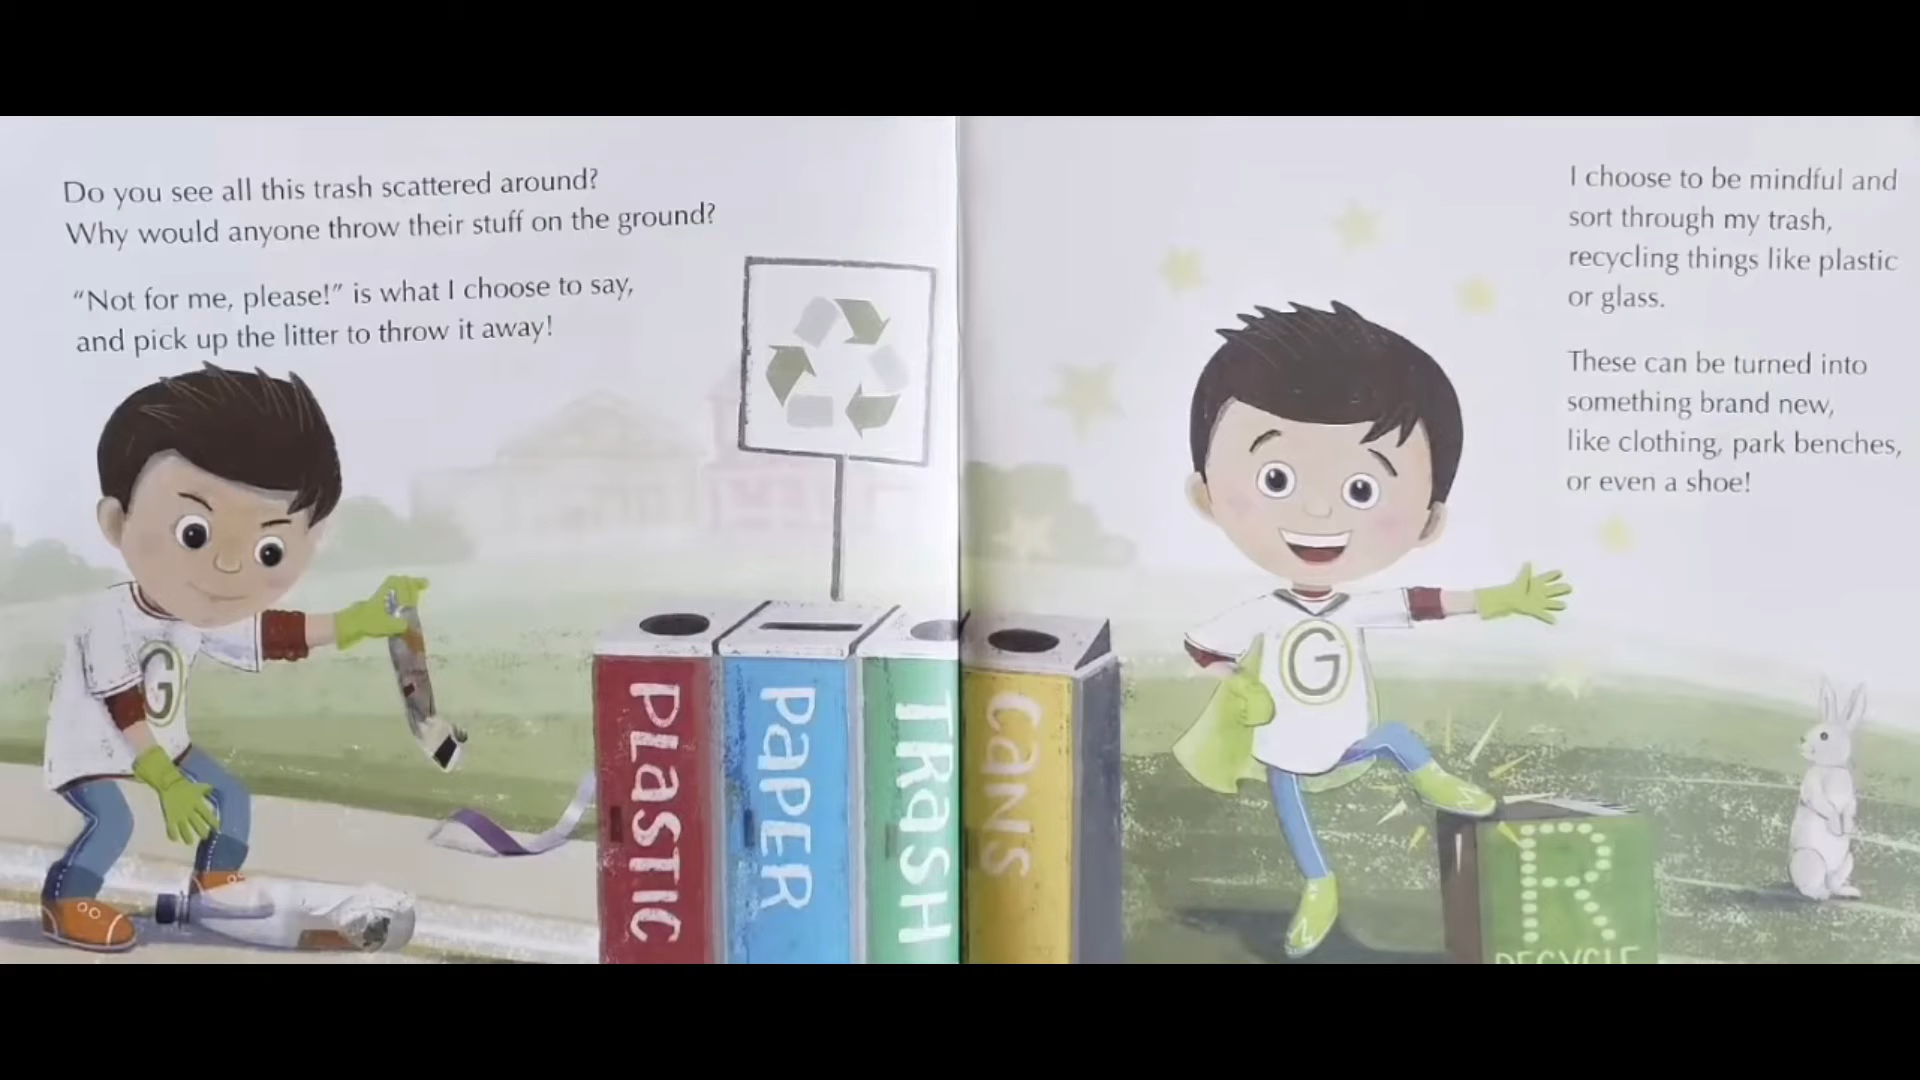 Do you see all this trash scattered around?
Why would anyone throw their stuff on the ground?
“Not for me, please!” is what I choose to say,
and pick up the litter to throw it away!
G
PLaSTIC
PaPER
TRaSH
CaNS
I choose to be mindful and
sort through my trash,
recycling things like plastic
or glass.
These can be turned into
something brand new,
like clothing, park benches,
or even a shoe!
G
R
RECYCLE